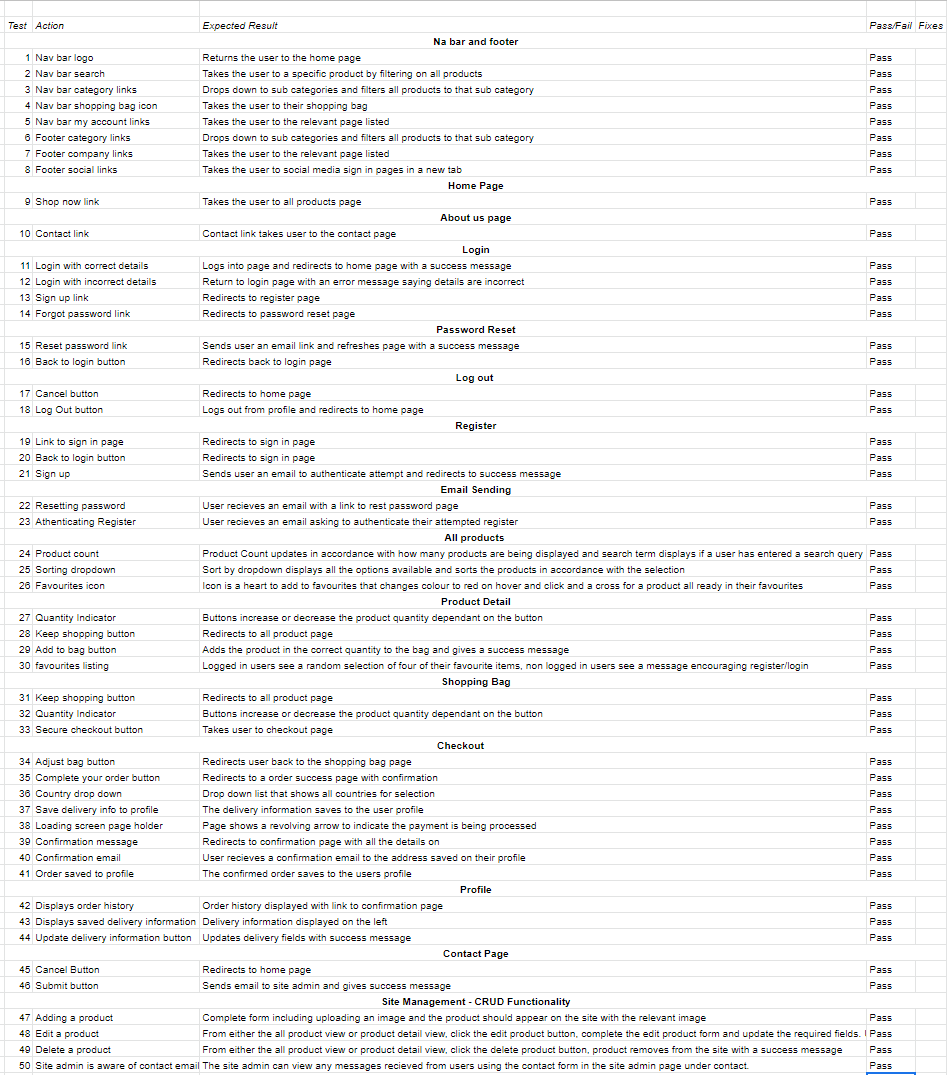 Test Action Expected Result Pass/Fail Fixes
Na bar and footer
1 Nav bar logo Returns the user to the home page Pass
2 Nav bar search Takes the user to a specific product by filtering on all products Pass
3 Nav bar category links Drops down to sub categories and filters all products to that sub category Pass
4 Nav bar shopping bag icon Takes the user to their shopping bag Pass
5 Nav bar my account links Takes the user to the relevant page listed Pass
6 Footer category links Drops down to sub categories and filters all products to that sub category Pass
7 Footer company links Takes the user to the relevant page listed Pass
8 Footer social links Takes the user to social media sign in pages in a new tab Pass
Home Page
9 Shop now link Takes the user to all products page Pass
About us page
10 Contact link Contact link takes user to the contact page Pass
Login
11 Login with correct details Logs into page and redirects to home page with a success message Pass
12 Login with incorrect details Return to login page with an error message saying details are incorrect Pass
13 Sign up link Redirects to register page Pass
14 Forgot password link Redirects to password reset page Pass
Password Reset
15 Reset password link Sends user an email link and refreshes page with a success message Pass
16 Back to login button Redirects back to login page Pass
Log out
17 Cancel button Redirects to home page Pass
18 Log Out button Logs out from profile and redirects to home page Pass
Register
19 Link to sign in page Redirects to sign in page Pass
20 Back to login button Redirects to sign in page Pass
21 Sign up Sends user an email to authenticate attempt and redirects to success message Pass
Email Sending
22 Resetting password User recieves an email with a link to rest password page Pass
23 Athenticating Register User recieves an email asking to authenticate their attempted register Pass
All products
24 Product count Product Count updates in accordance with how many products are being displayed and search term displays if a user has entered a search query Pass
25 Sorting dropdown Sort by dropdown displays all the options available and sorts the products in accordance with the selection Pass
26 Favourites icon Icon is a heart to add to favourites that changes colour to red on hover and click and a cross for a product all ready in their favourites Pass
Product Detail
27 Quantity Indicator Buttons increase or decrease the product quantity dependant on the button Pass
28 Keep shopping button Redirects to all product page Pass
29 Add to bag button Adds the product in the correct quantity to the bag and gives a success message Pass
30 favourites listing Logged in users see a random selection of four of their favourite items, non logged in users see a message encouraging register/login Pass
Shopping Bag
31 Keep shopping button Redirects to all product page Pass
32 Quantity Indicator Buttons increase or decrease the product quantity dependant on the button Pass
33 Secure checkout button Takes user to checkout page Pass
Checkout
34 Adjust bag button Redirects user back to the shopping bag page Pass
35 Complete your order button Redirects to a order success page with confirmation Pass
36 Country drop down Drop down list that shows all countries for selection Pass
37 Save delivery info to profile The delivery information saves to the user profile Pass
38 Loading screen page holder Page shows a revolving arrow to indicate the payment is being processed Pass
39 Confirmation message Redirects to confirmation page with all the details on Pass
40 Confirmation email User recieves a confirmation email to the address saved on their profile Pass
41 Order saved to profile The confirmed order saves to the users profile Pass
Profile
42 Displays order history Order history displayed with link to confirmation page Pass
43 Displays saved delivery information Delivery information displayed on the left Pass
44 Update delivery information button Updates delivery fields with success message Pass
Contact Page
45 Cancel Button Redirects to home page Pass
46 Submit button Sends email to site admin and gives success message Pass
Site Management - CRUD Functionality
47 Adding a product Complete form including uploading an image and the product should appear on the site with the relevant image Pass
48 Edit a product From either the all product view or product detail view, click the edit product button, complete the edit product form and update the required fields. Pass
49 Delete a product From either the all product view or product detail view, click the delete product button, product removes from the site with a success message Pass
50 Site admin is aware of contact email The site admin can view any messages recieved from users using the contact form in the site admin page under contact. Pass